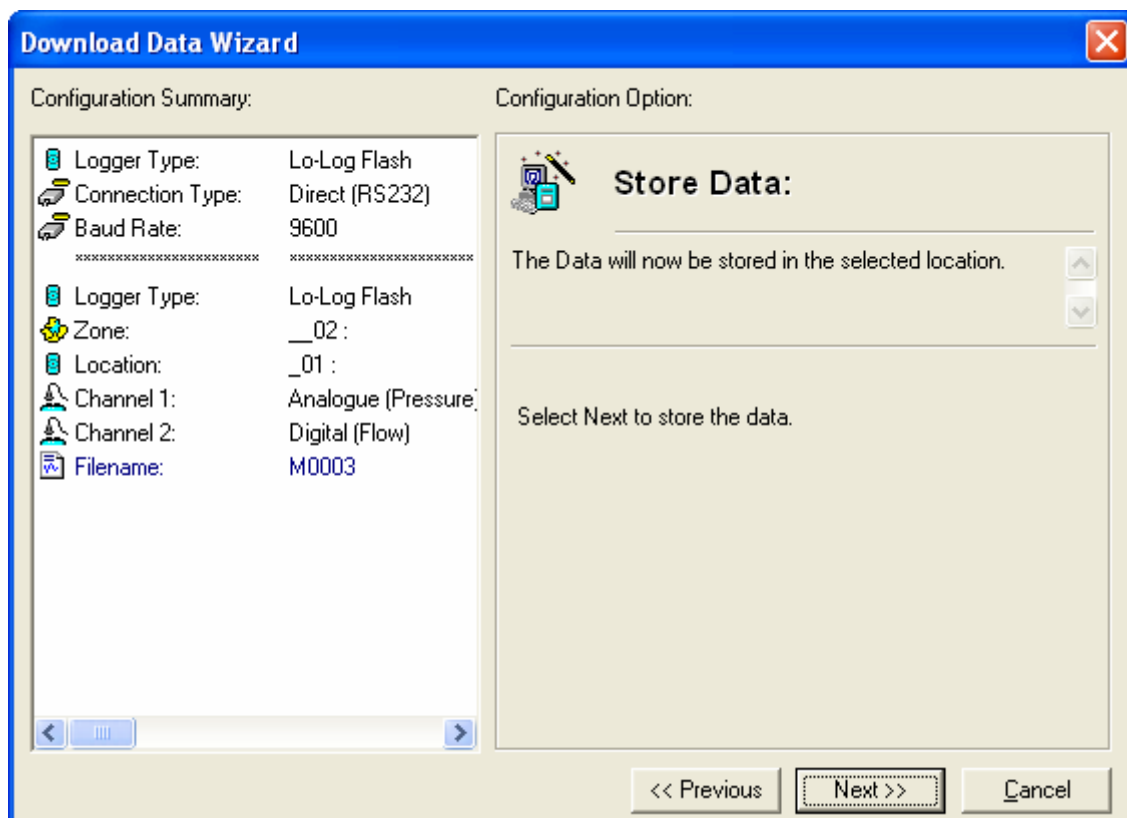 Download Data Wizard
Configuration Summary:
Logger Type: Lo-Log Flash
Connection Type: Direct (RS232)
Baud Rate: 9600
*********************** ***********************
Logger Type: Lo-Log Flash
Zone: __02 :
Location: _01 :
Channel 1: Analogue (Pressure)
Channel 2: Digital (Flow)
Filename: M0003
Configuration Option:
Store Data:
The Data will now be stored in the selected location.
Select Next to store the data.
<< Previous
Next >>
Cancel